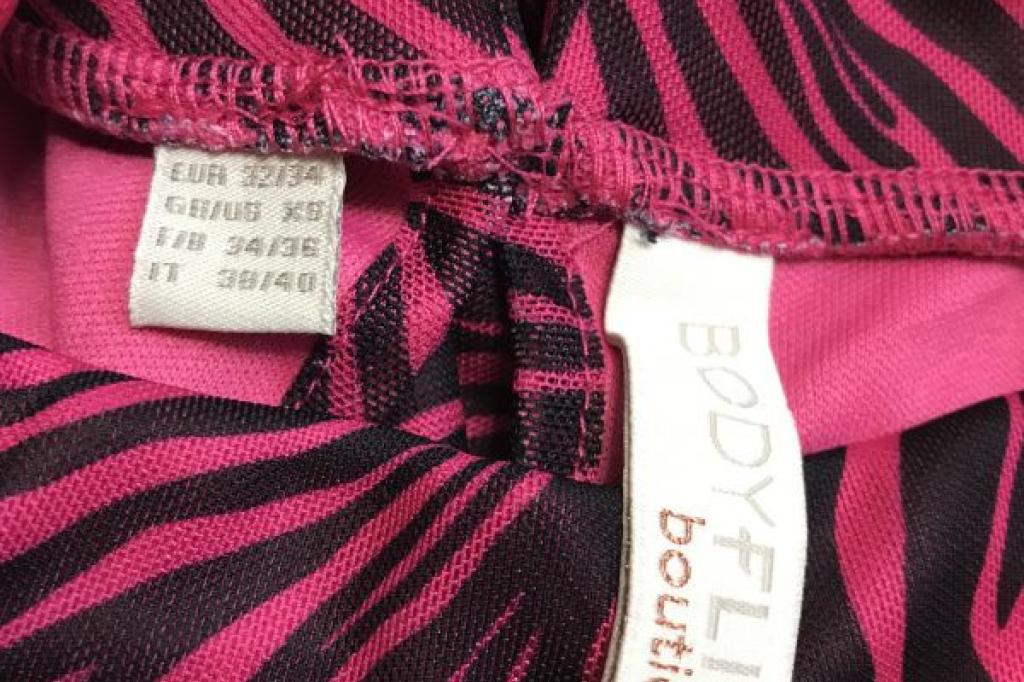 EUR 32/34
GB/US XS
F/B 34/36
IT 38/40
BODYFLI
bouti